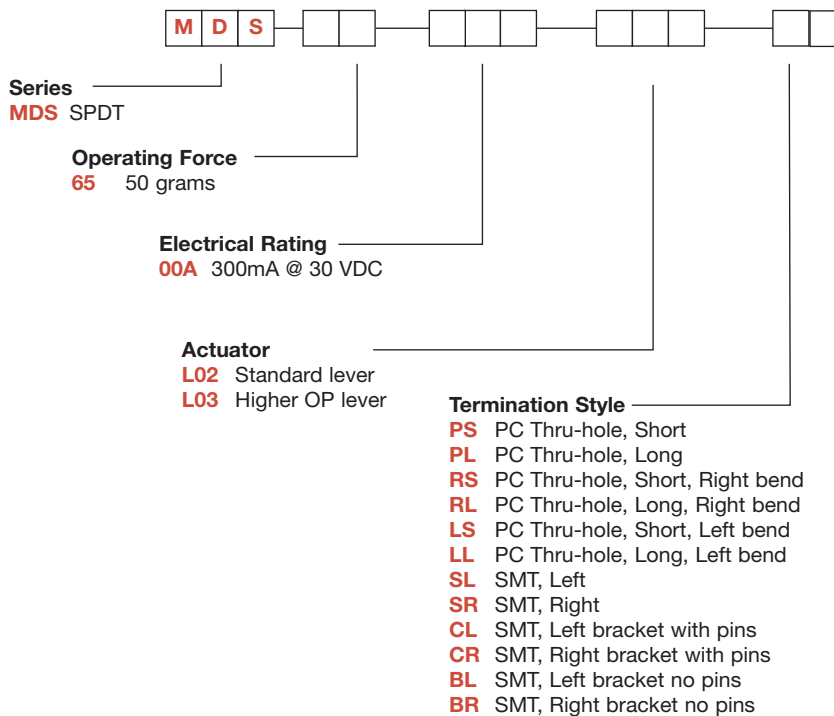 M D S
Series
MDS SPDT
Operating Force
65 50 grams
Electrical Rating
00A 300mA @ 30 VDC
Actuator
L02 Standard lever
L03 Higher OP lever
Termination Style
PS PC Thru-hole, Short
PL PC Thru-hole, Long
RS PC Thru-hole, Short, Right bend
RL PC Thru-hole, Long, Right bend
LS PC Thru-hole, Short, Left bend
LL PC Thru-hole, Long, Left bend
SL SMT, Left
SR SMT, Right
CL SMT, Left bracket with pins
CR SMT, Right bracket with pins
BL SMT, Left bracket no pins
BR SMT, Right bracket no pins